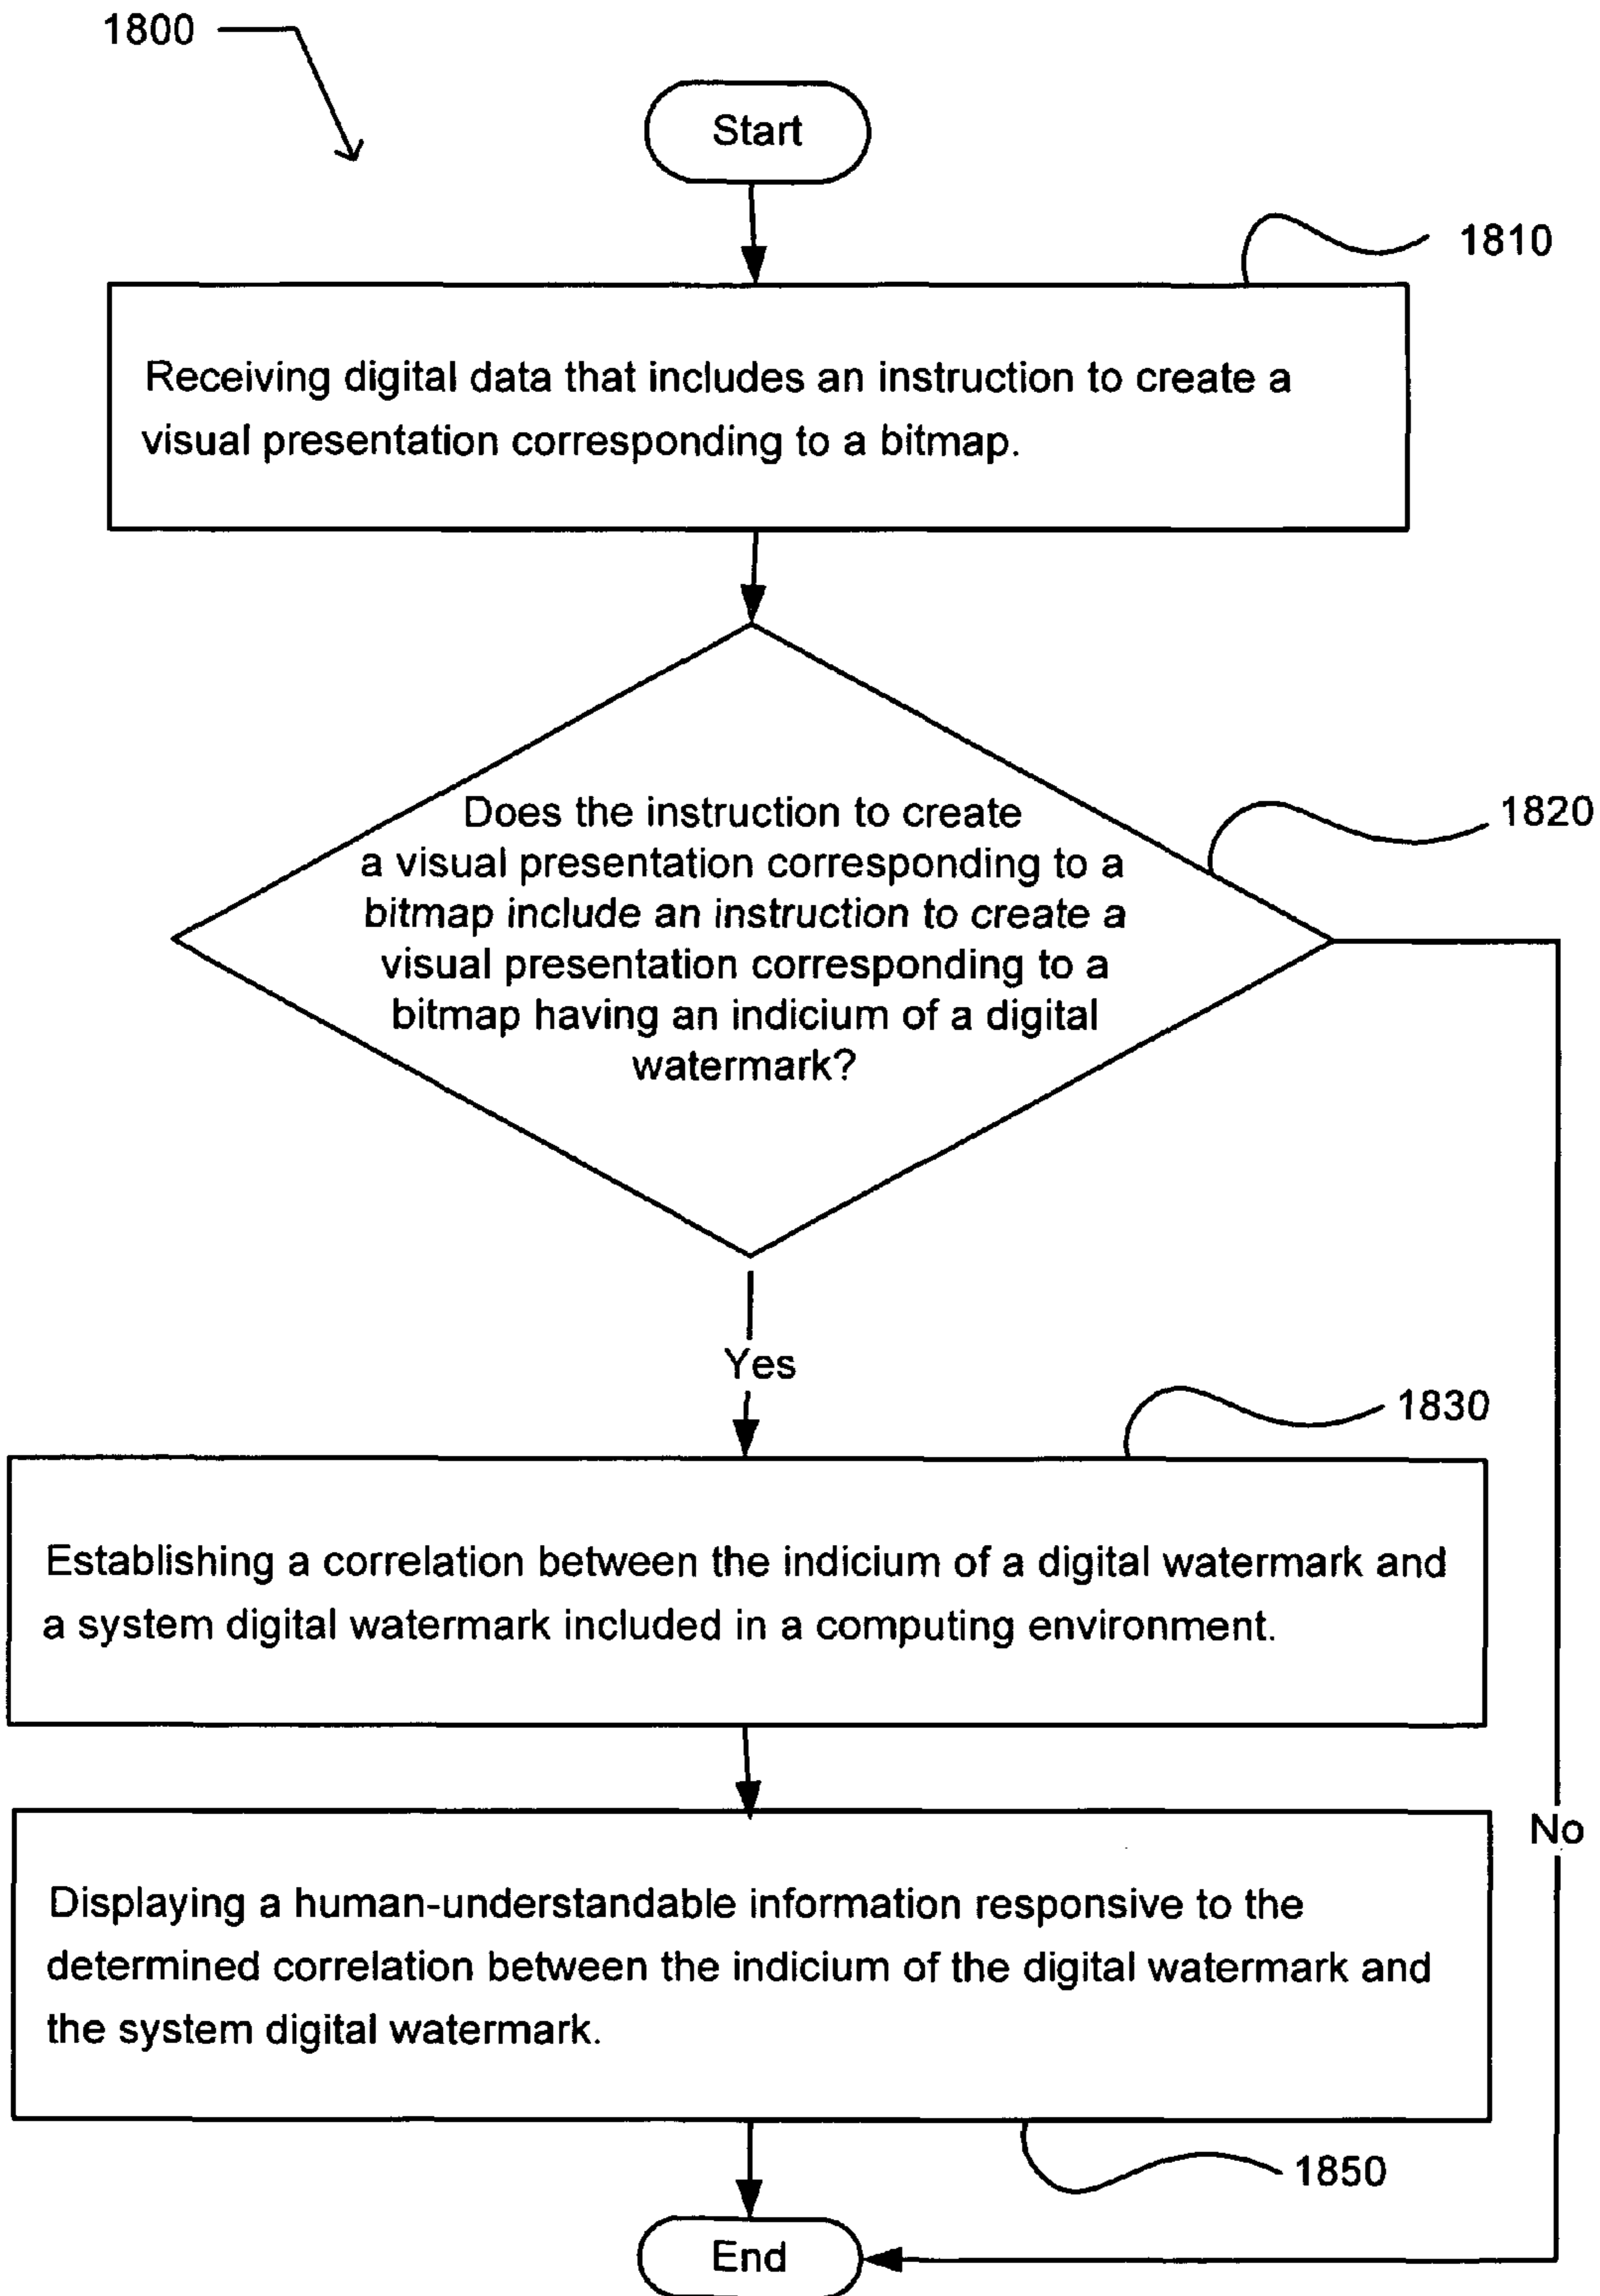 1800
Start
1810
Receiving digital data that includes an instruction to create a
visual presentation corresponding to a bitmap.
Does the instruction to create
a visual presentation corresponding to a
bitmap include an instruction to create a
visual presentation corresponding to a
bitmap having an indicium of a digital
watermark?
1820
Yes
1830
Establishing a correlation between the indicium of a digital watermark and
a system digital watermark included in a computing environment.
No
Displaying a human-understandable information responsive to the
determined correlation between the indicium of the digital watermark and
the system digital watermark.
1850
End